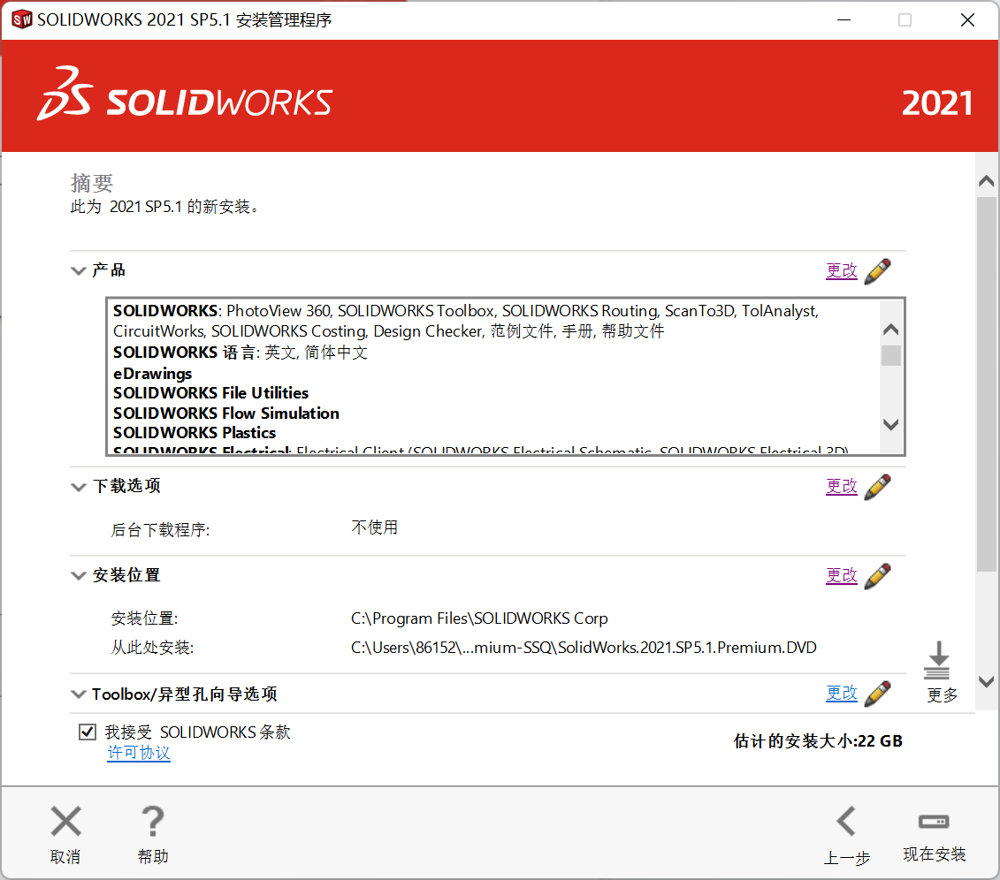 SOLIDWORKS 2021 SP5.1 安装管理程序
SOLIDWORKS
2021
摘要
此为 2021 SP5.1 的新安装。
产品
更改
SOLIDWORKS: PhotoView 360, SOLIDWORKS Toolbox, SOLIDWORKS Routing, ScanTo3D, TolAnalyst,
CircuitWorks, SOLIDWORKS Costing, Design Checker, 范例文件, 手册, 帮助文件
SOLIDWORKS 语言: 英文, 简体中文
eDrawings
SOLIDWORKS File Utilities
SOLIDWORKS Flow Simulation
SOLIDWORKS Plastics
SOLIDWORKS Electrical: Electrical Client (SOLIDWORKS Electrical Schematic, SOLIDWORKS Electrical 3D)
下载选项
更改
后台下载程序: 不使用
安装位置
更改
安装位置: C:\Program Files\SOLIDWORKS Corp
从此处安装: C:\Users\86152\...mium-SSQ\SolidWorks.2021.SP5.1.Premium.DVD
Toolbox/异型孔向导选项
更改
更多
我接受 SOLIDWORKS 条款
许可协议
估计的安装大小:22 GB
取消
帮助
上一步
现在安装